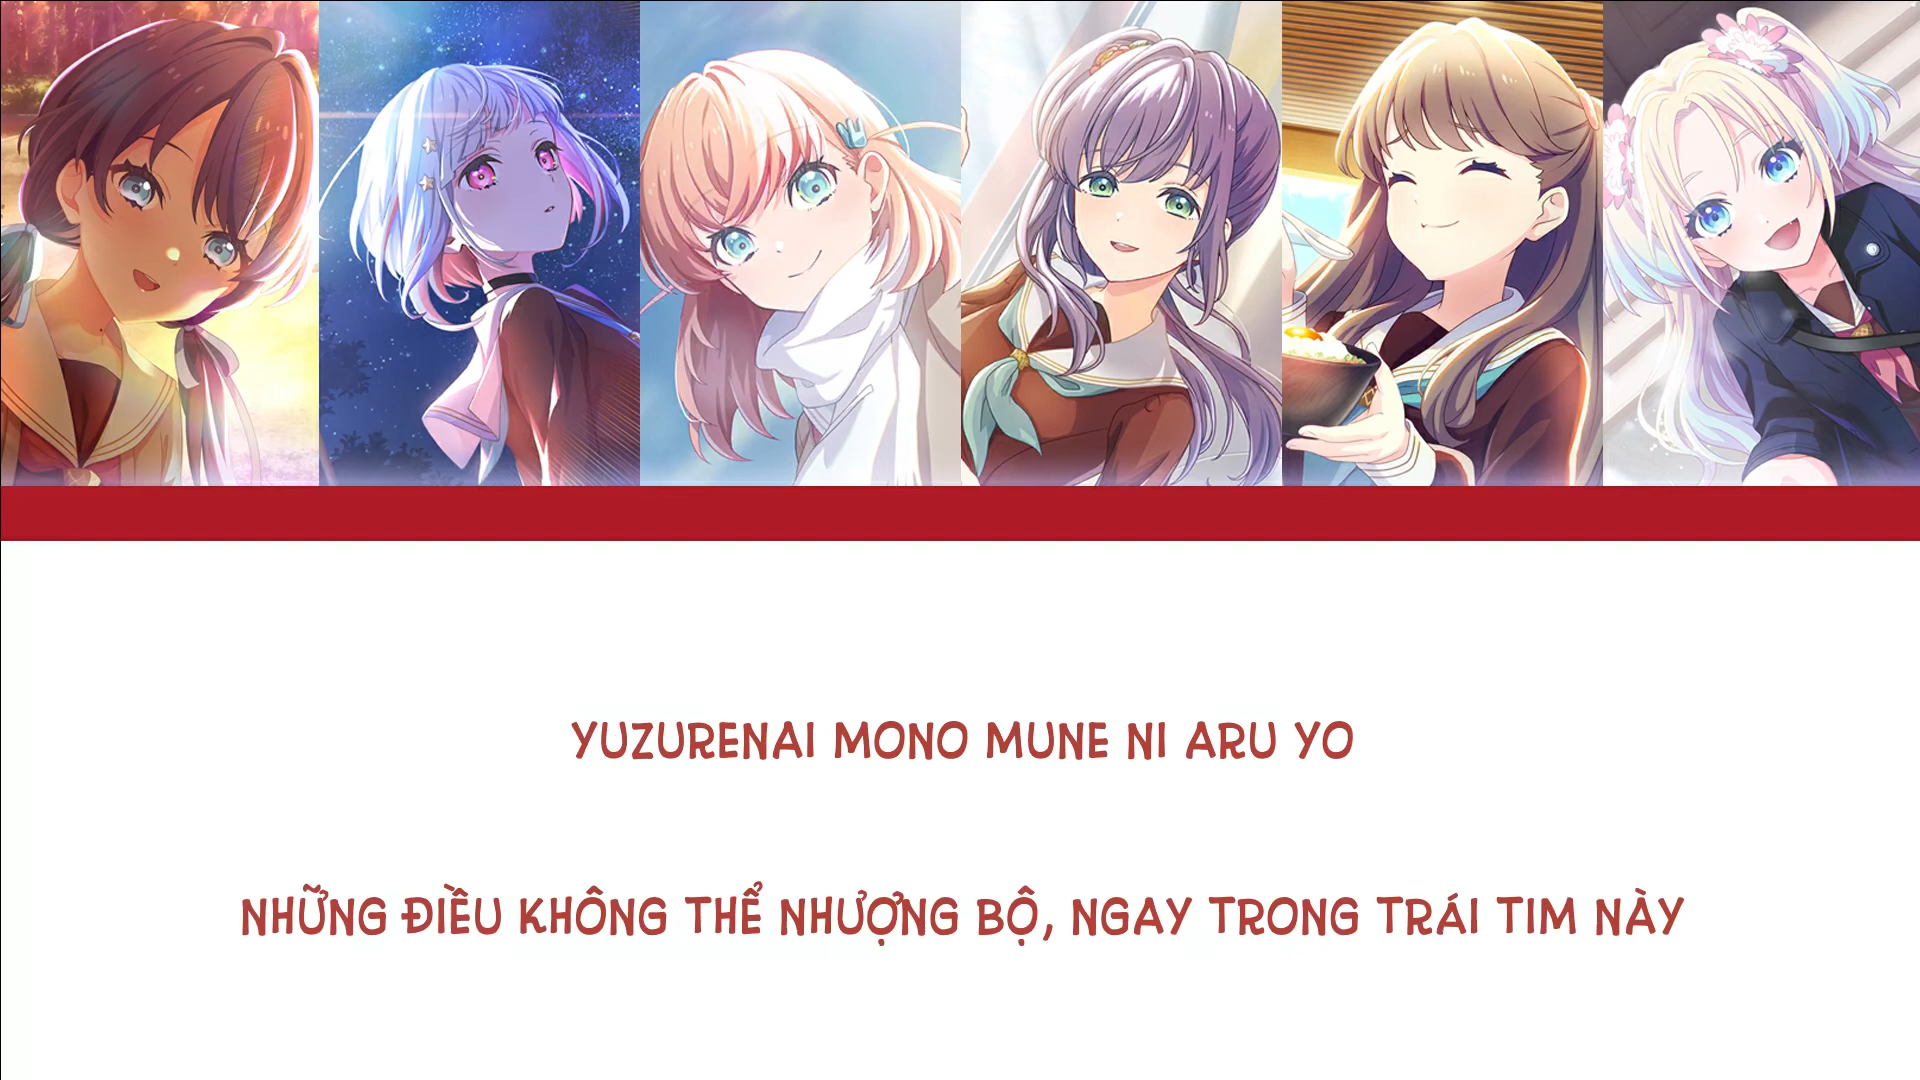 YUZURENAI MONO MUNE NI ARU YO
NHỮNG ĐIỀU KHÔNG THỂ NHƯỢNG BỘ, NGAY TRONG TRÁI TIM NÀY